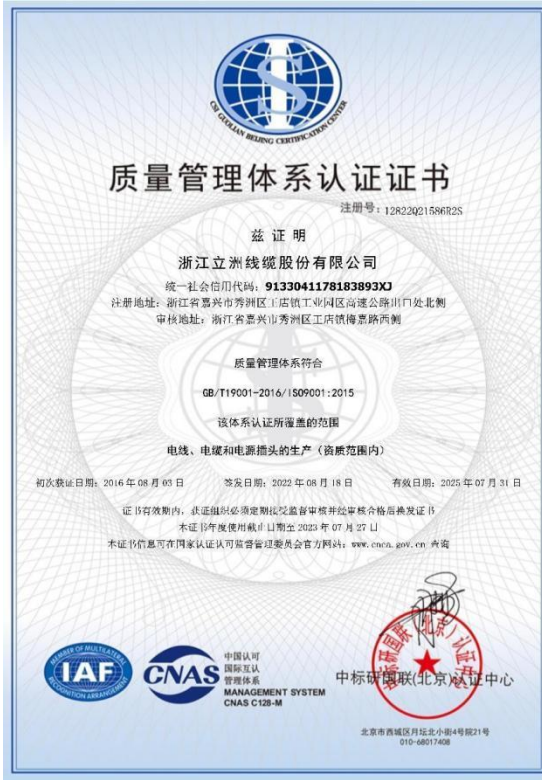 CSI GUOLIAN BEIJING CERTIFICATION CENTER
质量管理体系认证证书
注册号：12822Q21586R2S
兹证明
浙江立洲线缆股份有限公司
统一社会信用代码：9133041178183893XJ
注册地址：浙江省嘉兴市秀洲区王店镇工业园区高速公路出口处北侧
审核地址：浙江省嘉兴市秀洲区王店镇梅嘉路西侧
质量管理体系符合
GB/T19001-2016/ISO9001:2015
该体系认证所覆盖的范围
电线、电缆和电源插头的生产（资质范围内）
初次获证日期：2016年08月03日 签发日期：2022年08月18日 有效日期：2025年07月31日
证书有效期内，获证组织必须定期接受监督审核并经审核合格后换发证书
本证书年度使用截止日期至2023年07月27日
本证书信息可在国家认证认可监督管理委员会官方网站：www.cnca.gov.cn 查询
MEMBER OF MULTILATERAL
IAF
RECOGNITION ARRANGEMENT
CNAS
中国认可
国际互认
管理体系
MANAGEMENT SYSTEM
CNAS C128-M
中标研国联(北京)认证中心
北京市西城区月坛北小街4号院21号
010-68017408